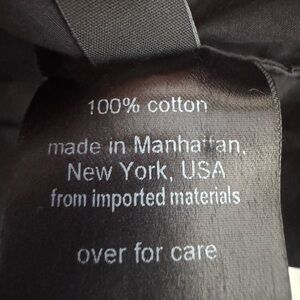 100% cotton
made in Manhattan,
New York, USA
from imported materials
over for care